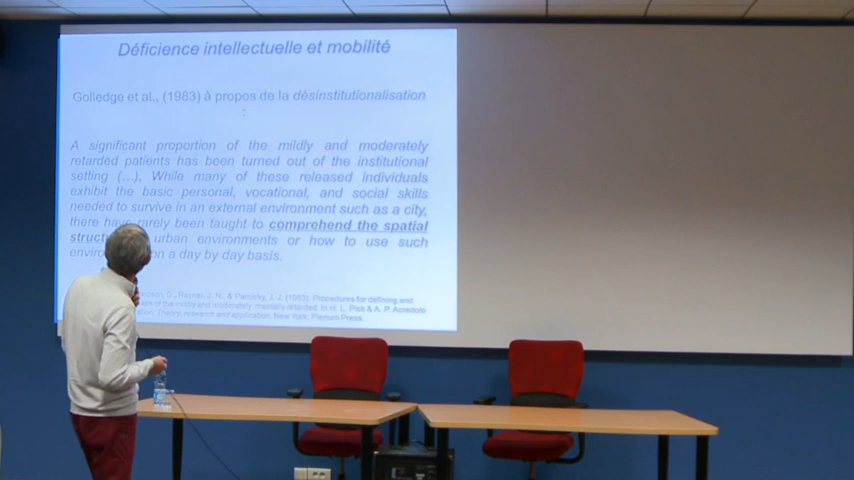 Déficience intellectuelle et mobilité
Golledge et al., (1983) à propos de la désinstitutionalisation
:
A significant proportion of the mildly and moderately
retarded patients has been turned out of the institutional
setting (...). While many of these released individuals
exhibit the basic personal, vocational, and social skills
needed to survive in an external environment such as a city,
there have rarely been taught to comprehend the spatial
urban environments or how to use such
on a day by day basis.
G., Rayner, J. N., & Parnicky, J. J. (1983). Procedures for defining and
of the mildly and moderately mentally retarded. In H. L. Pick & A. P. Acredolo
Theory, research and application. New York: Plenum Press.